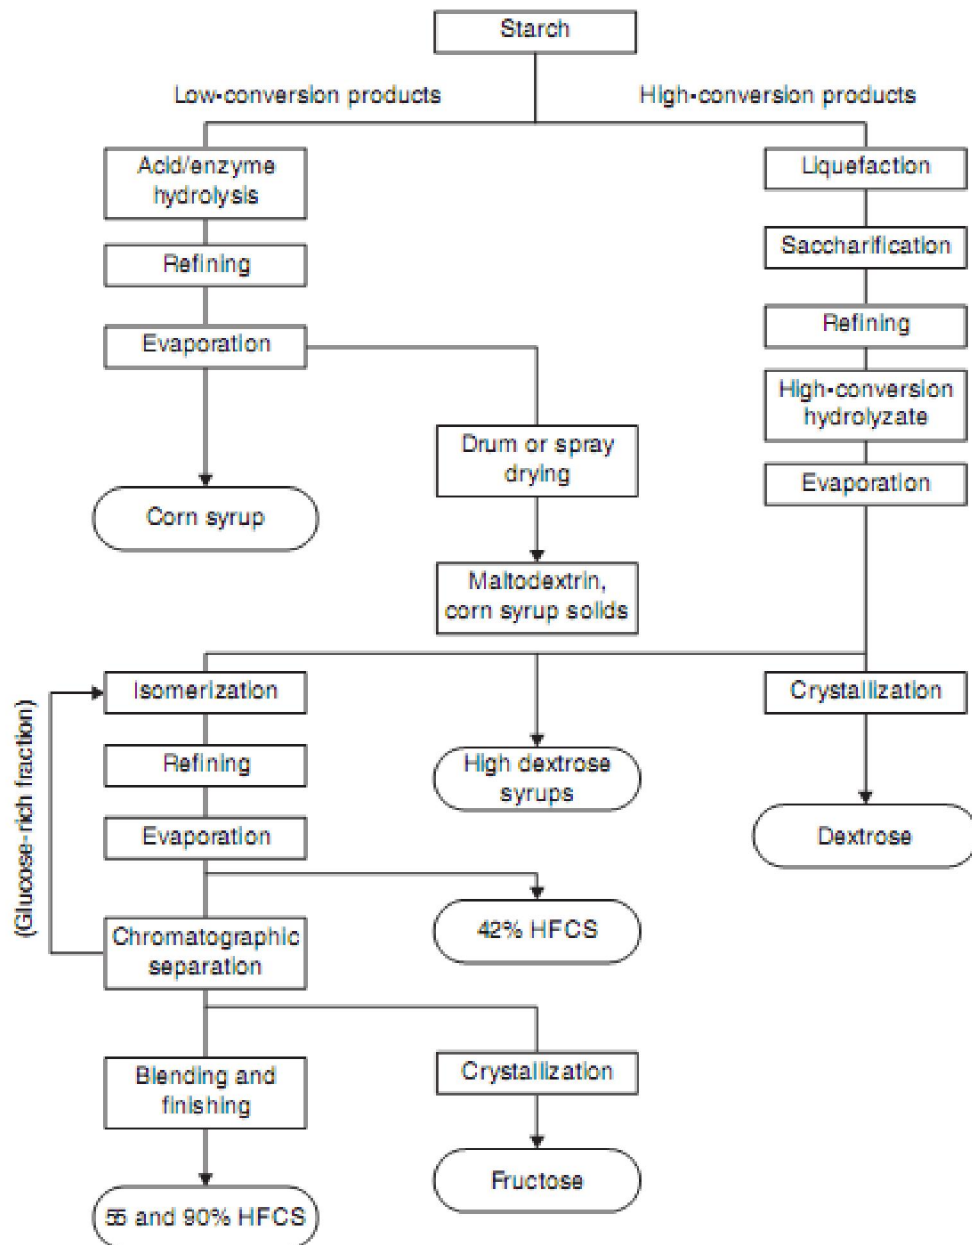 Starch
Low-conversion products
High-conversion products
Acid/enzyme
hydrolysis
Liquefaction
Refining
Saccharification
Evaporation
Refining
High-conversion
hydrolyzate
Drum or spray
drying
Evaporation
Corn syrup
Maltodextrin,
corn syrup solids
Isomerization
Crystallization
(Glucose-rich fraction)
Refining
High dextrose
syrups
Evaporation
Dextrose
Chromatographic
separation
42% HFCS
Blending and
finishing
Crystallization
Fructose
55 and 90% HFCS